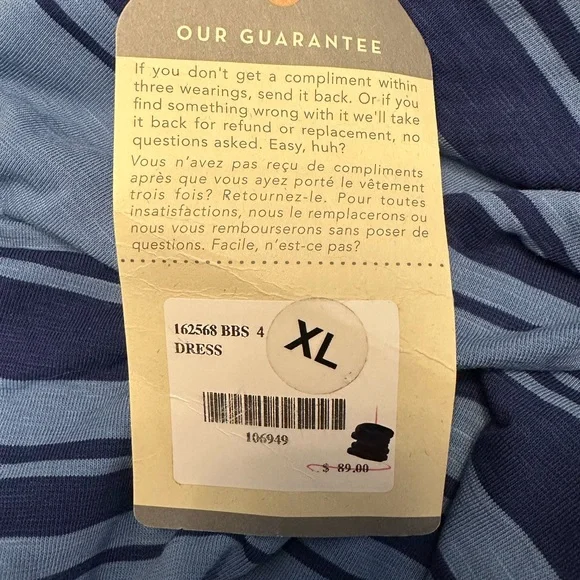 OUR GUARANTEE
If you don't get a compliment within
three wearings, send it back. Or if you
find something wrong with it we'll take
it back for refund or replacement, no
questions asked. Easy, huh?
Vous n'avez pas reçu de compliments
après que vous ayez porté le vêtement
trois fois? Retournez-le. Pour toutes
insatisfactions, nous le remplacerons ou
nous vous rembourserons sans poser de
questions. Facile, n'est-ce pas?
162568 BBS 4
DRESS
XL
106949
$ 89.00